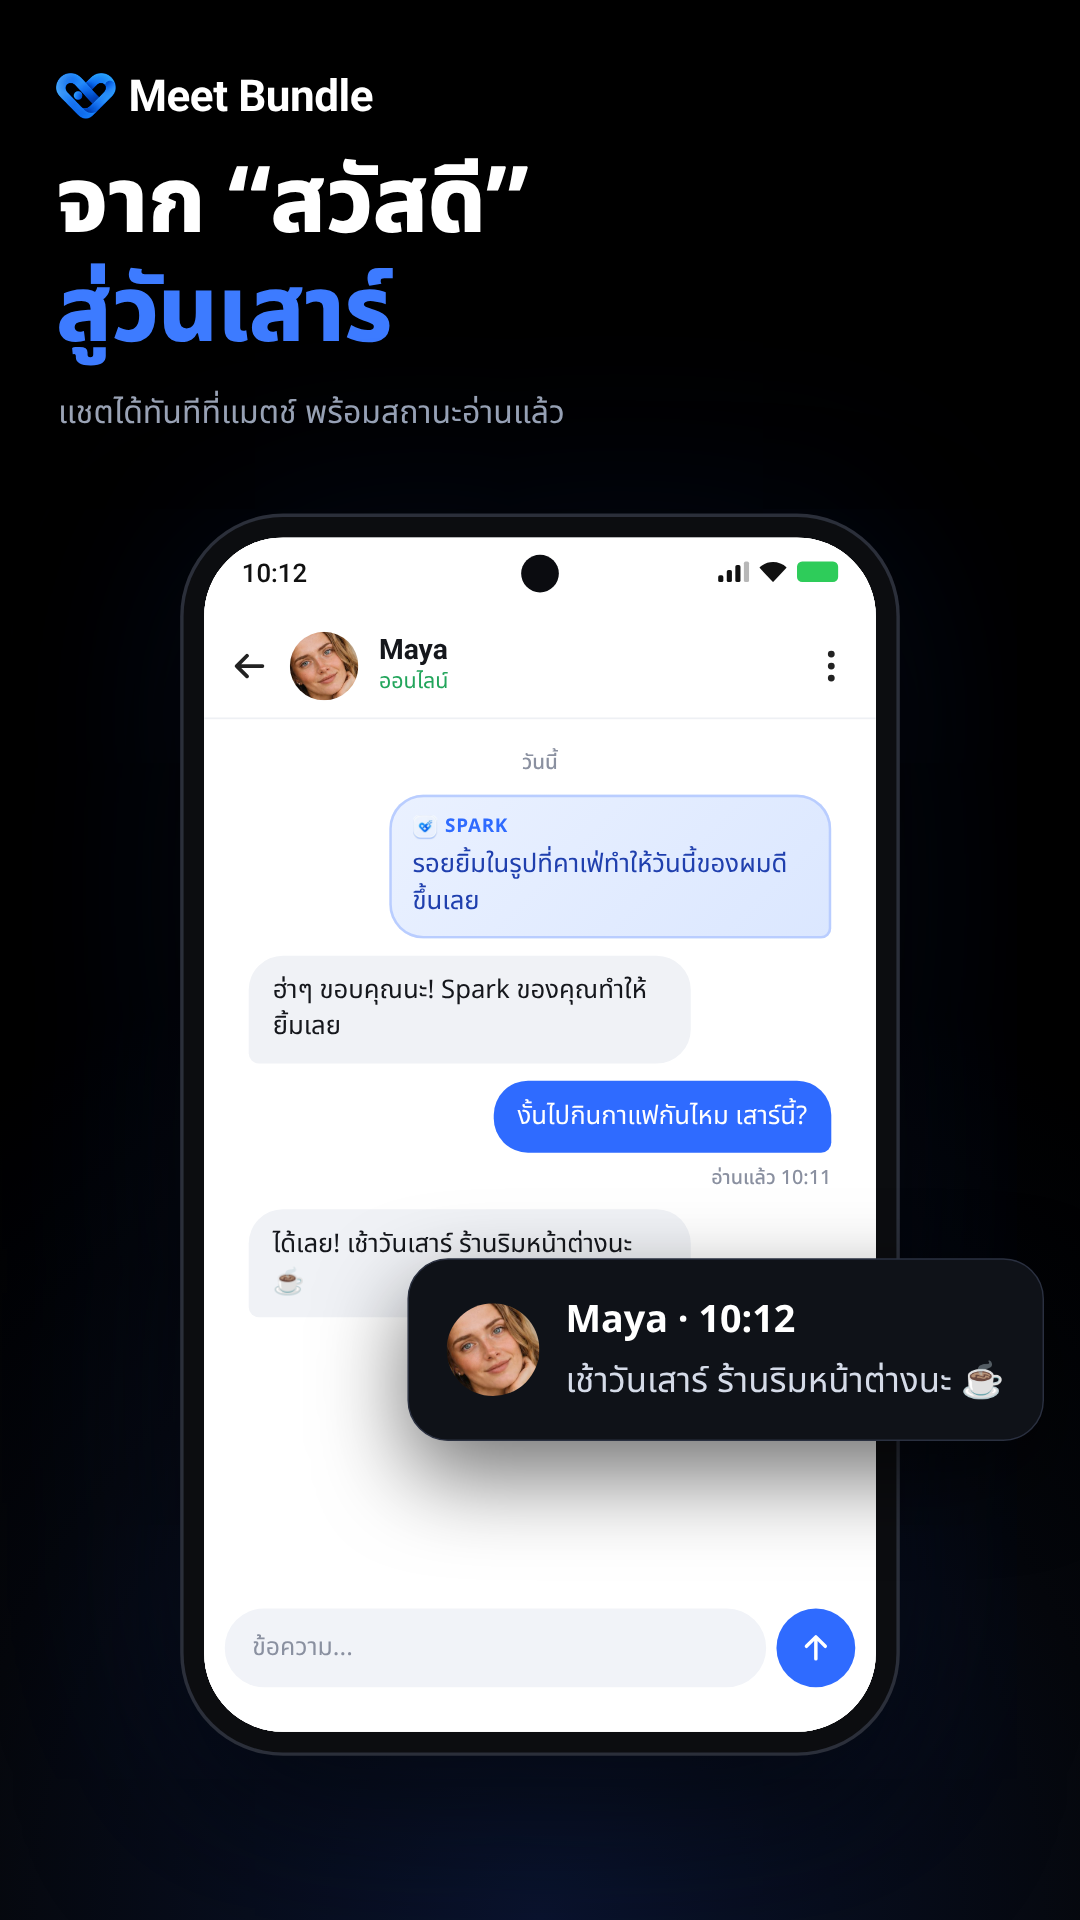 Meet Bundle
จาก “สวัสดี”
สู่วันเสาร์
แชตได้ทันทีที่แมตช์ พร้อมสถานะอ่านแล้ว
10:12
Maya
ออนไลน์
วันนี้
SPARK
รอยยิ้มในรูปที่คาเฟ่ทำให้วันนี้ของผมดี
ขึ้นเลย
ฮ่าๆ ขอบคุณนะ! Spark ของคุณทำให้
ยิ้มเลย
งั้นไปกินกาแฟกันไหม เสาร์นี้?
อ่านแล้ว 10:11
ได้เลย! เช้าวันเสาร์ ร้านริมหน้าต่างนะ
☕
Maya · 10:12
เช้าวันเสาร์ ร้านริมหน้าต่างนะ ☕
ข้อความ...